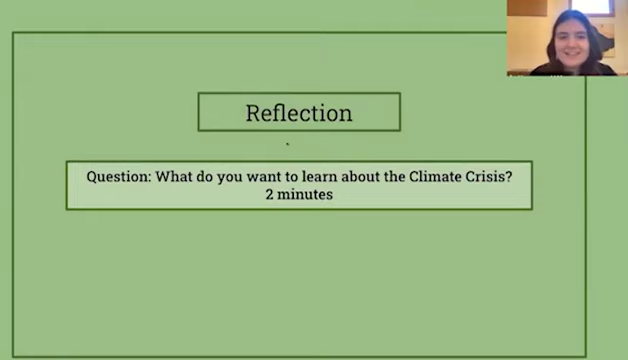 Reflection
Question: What do you want to learn about the Climate Crisis?
2 minutes